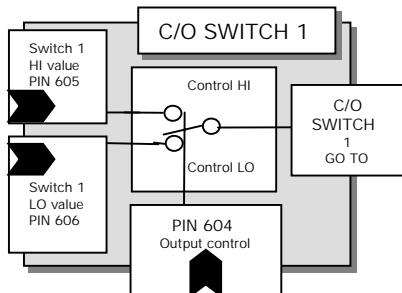 C/O SWITCH 1
Switch 1
HI value
PIN 605
Control HI
C/O
SWITCH
1
GO TO
Control LO
Switch 1
LO value
PIN 606
PIN 604
Output control